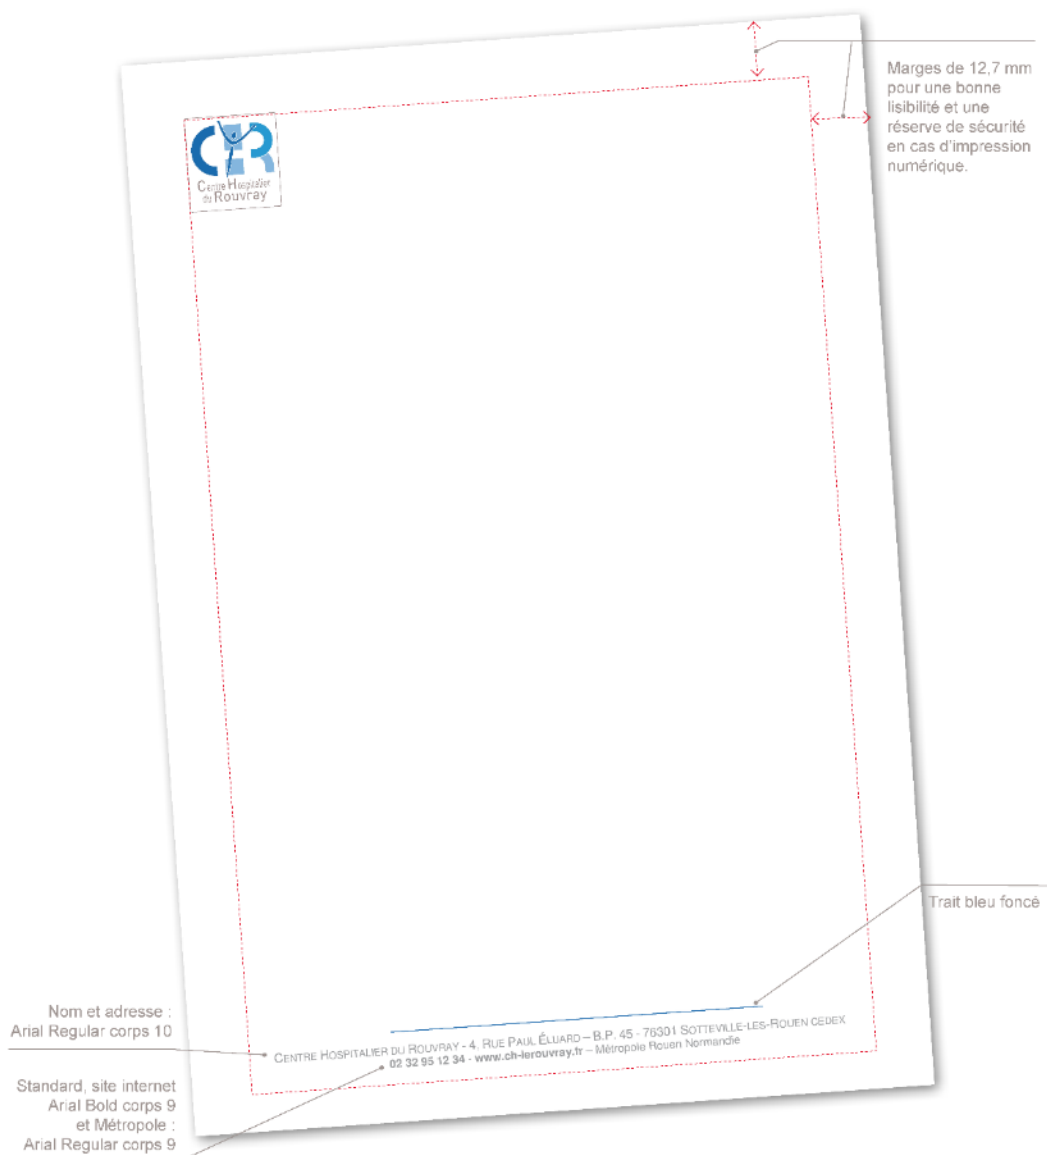 Marges de 12,7 mm
pour une bonne
lisibilité et une
réserve de sécurité
en cas d'impression
numérique.
CHR
Centre Hospitalier
du Rouvray
Trait bleu foncé
Nom et adresse :
Arial Regular corps 10
CENTRE HOSPITALIER DU ROUVRAY - 4, RUE PAUL ÉLUARD – B.P. 45 - 76301 SOTTEVILLE-LES-ROUEN CEDEX
02 32 95 12 34 - www.ch-lerouvray.fr – Métropole Rouen Normandie
Standard, site internet
Arial Bold corps 9
et Métropole :
Arial Regular corps 9